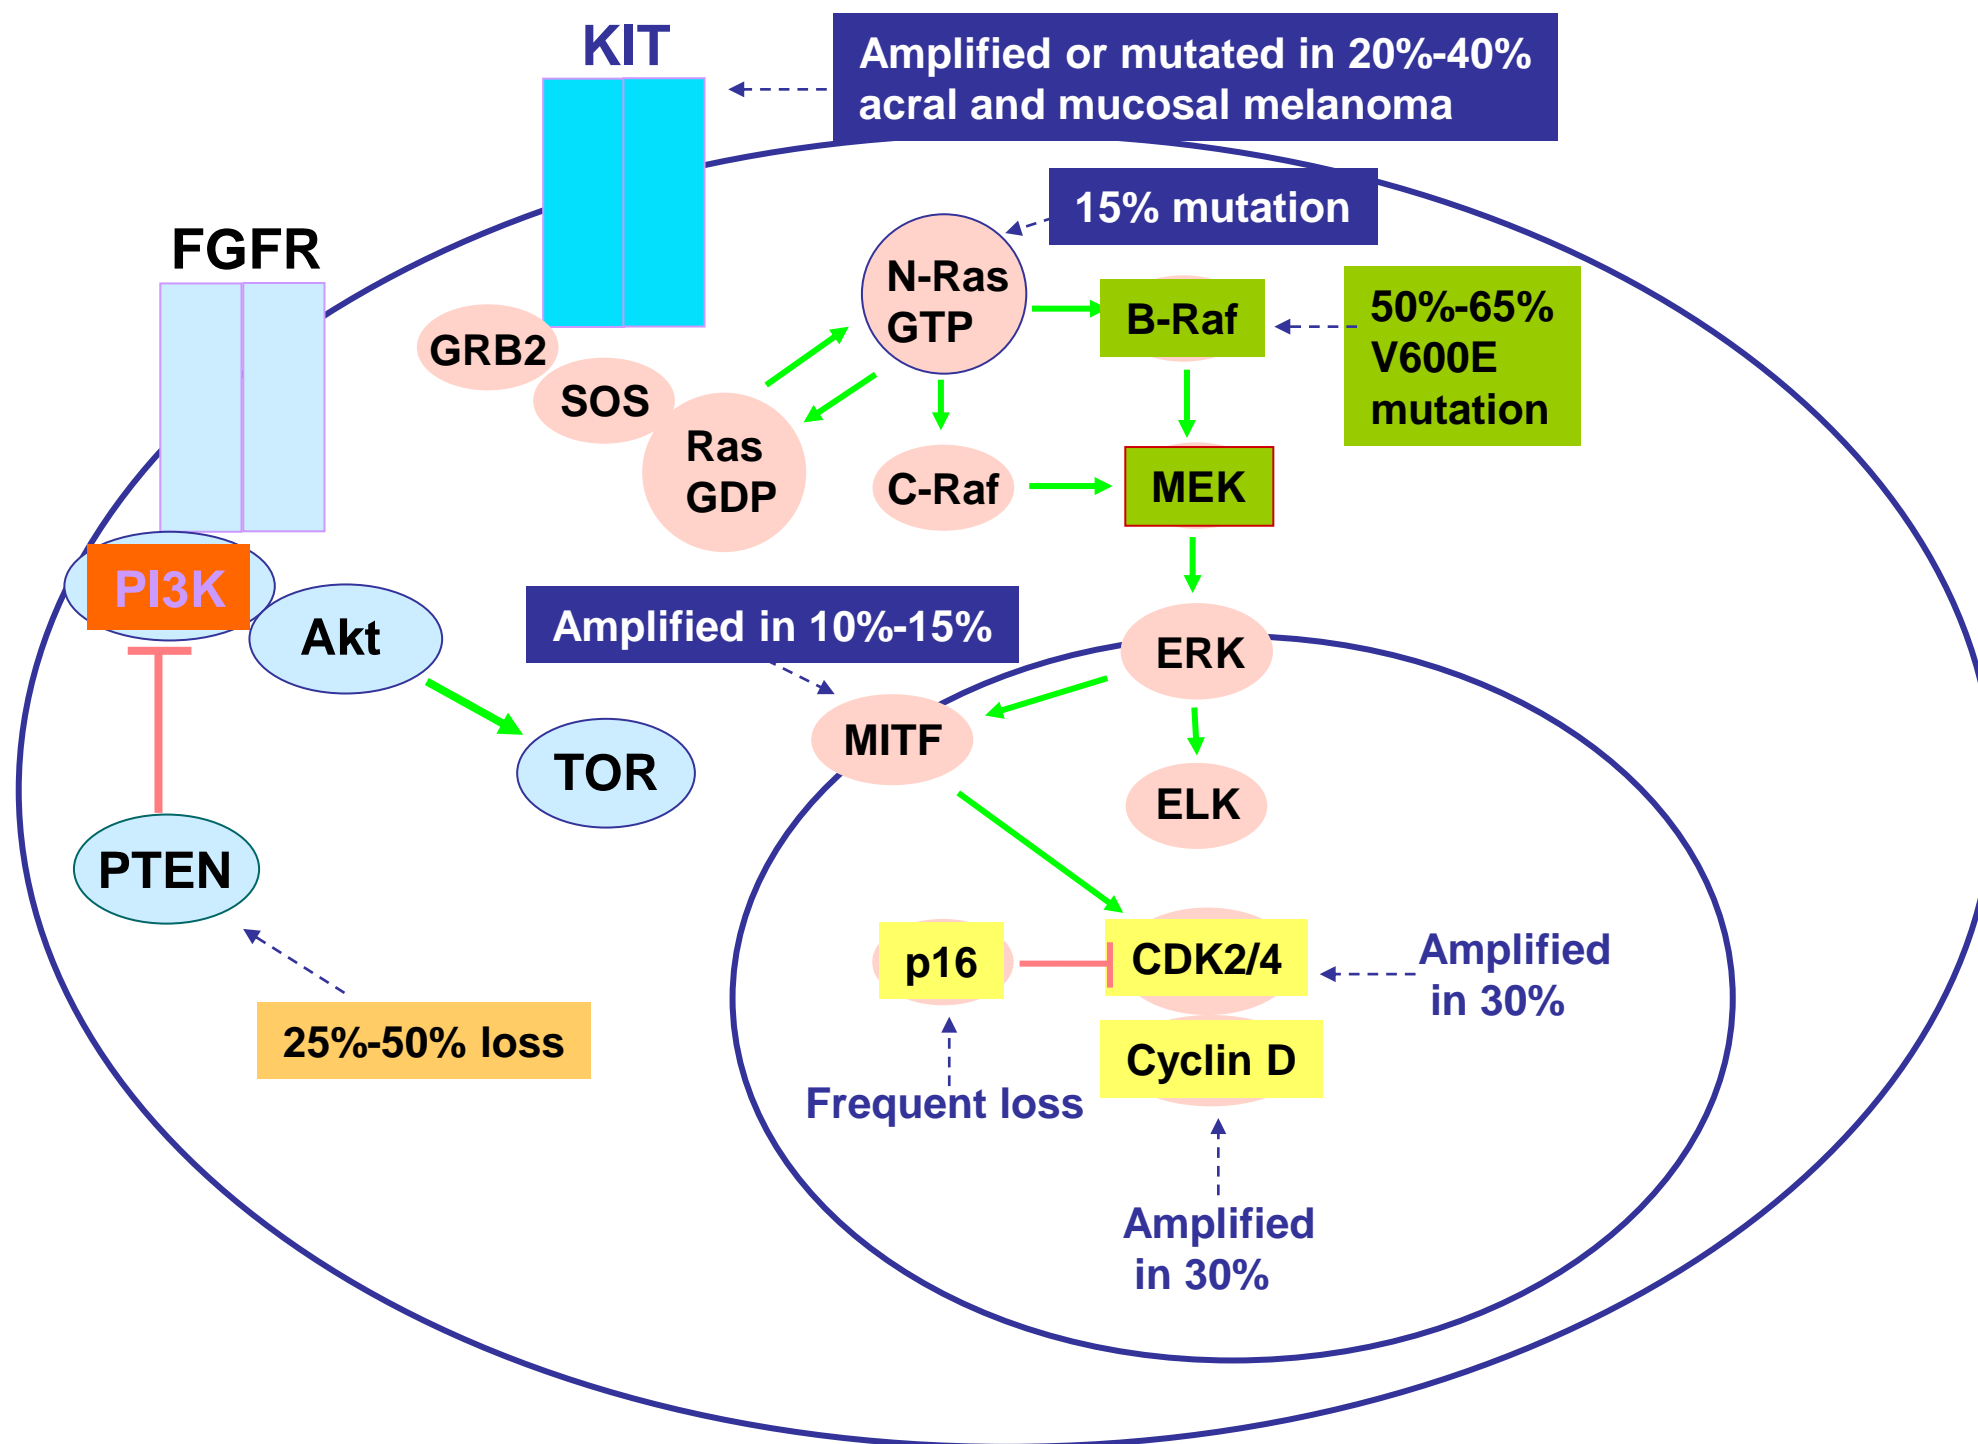 KIT
Amplified or mutated in 20%-40%
acral and mucosal melanoma
15% mutation
FGFR
N-Ras
GTP
B-Raf
50%-65%
V600E
mutation
GRB2
SOS
Ras
GDP
C-Raf
MEK
PI3K
Akt
Amplified in 10%-15%
ERK
MITF
TOR
ELK
PTEN
p16
CDK2/4
Amplified
in 30%
25%-50% loss
Cyclin D
Frequent loss
Amplified
in 30%